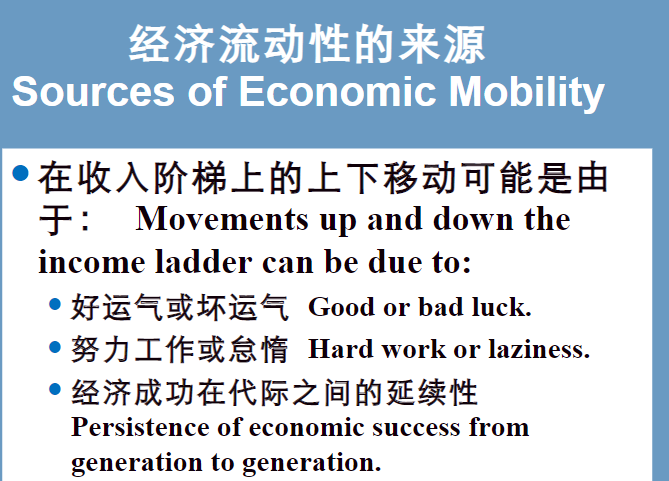 经济流动性的来源
Sources of Economic Mobility
在收入阶梯上的上下移动可能是由
于： Movements up and down the
income ladder can be due to:
好运气或坏运气 Good or bad luck.
努力工作或怠惰 Hard work or laziness.
经济成功在代际之间的延续性
Persistence of economic success from
generation to generation.